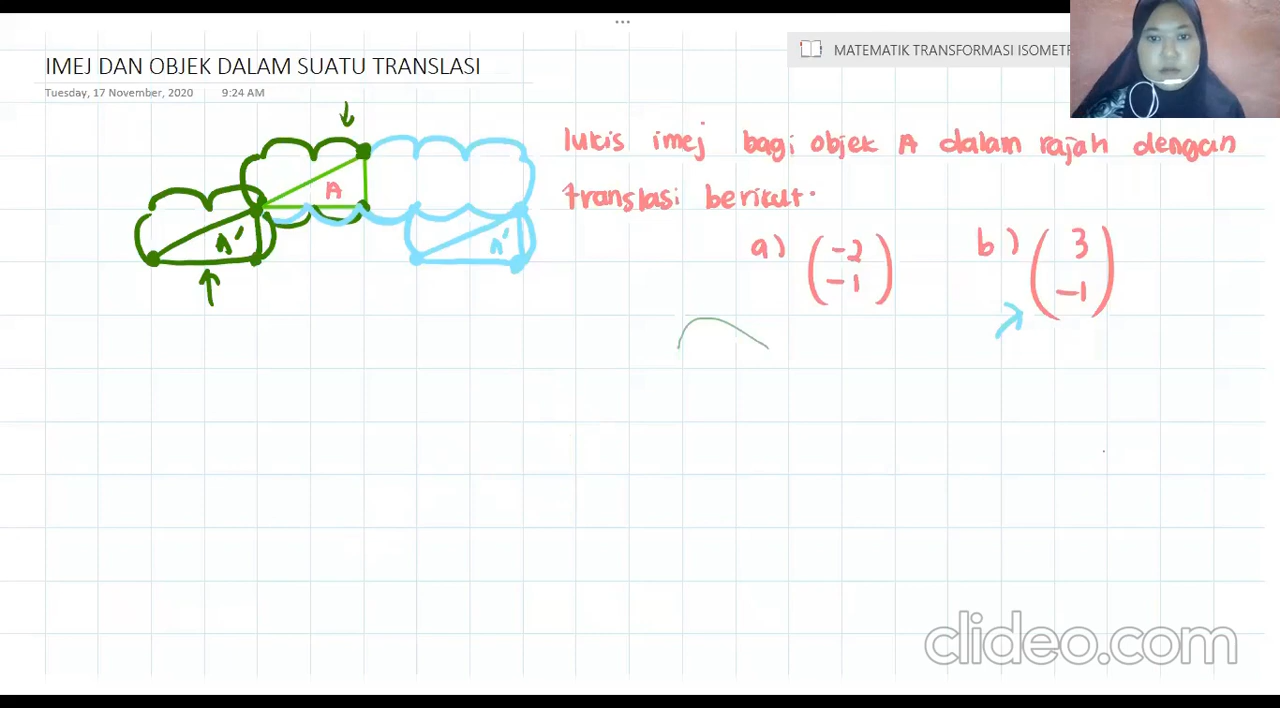 IMEJ DAN OBJEK DALAM SUATU TRANSLASI
Tuesday, 17 November, 2020 9:24 AM
MATEMATIK TRANSFORMASI ISOMETR
lukis imej bagi objek A dalam rajah dengan
translasi berikut.
a) (-2
-1)
b) (3
-1)
A
A'
A'
clideo.com